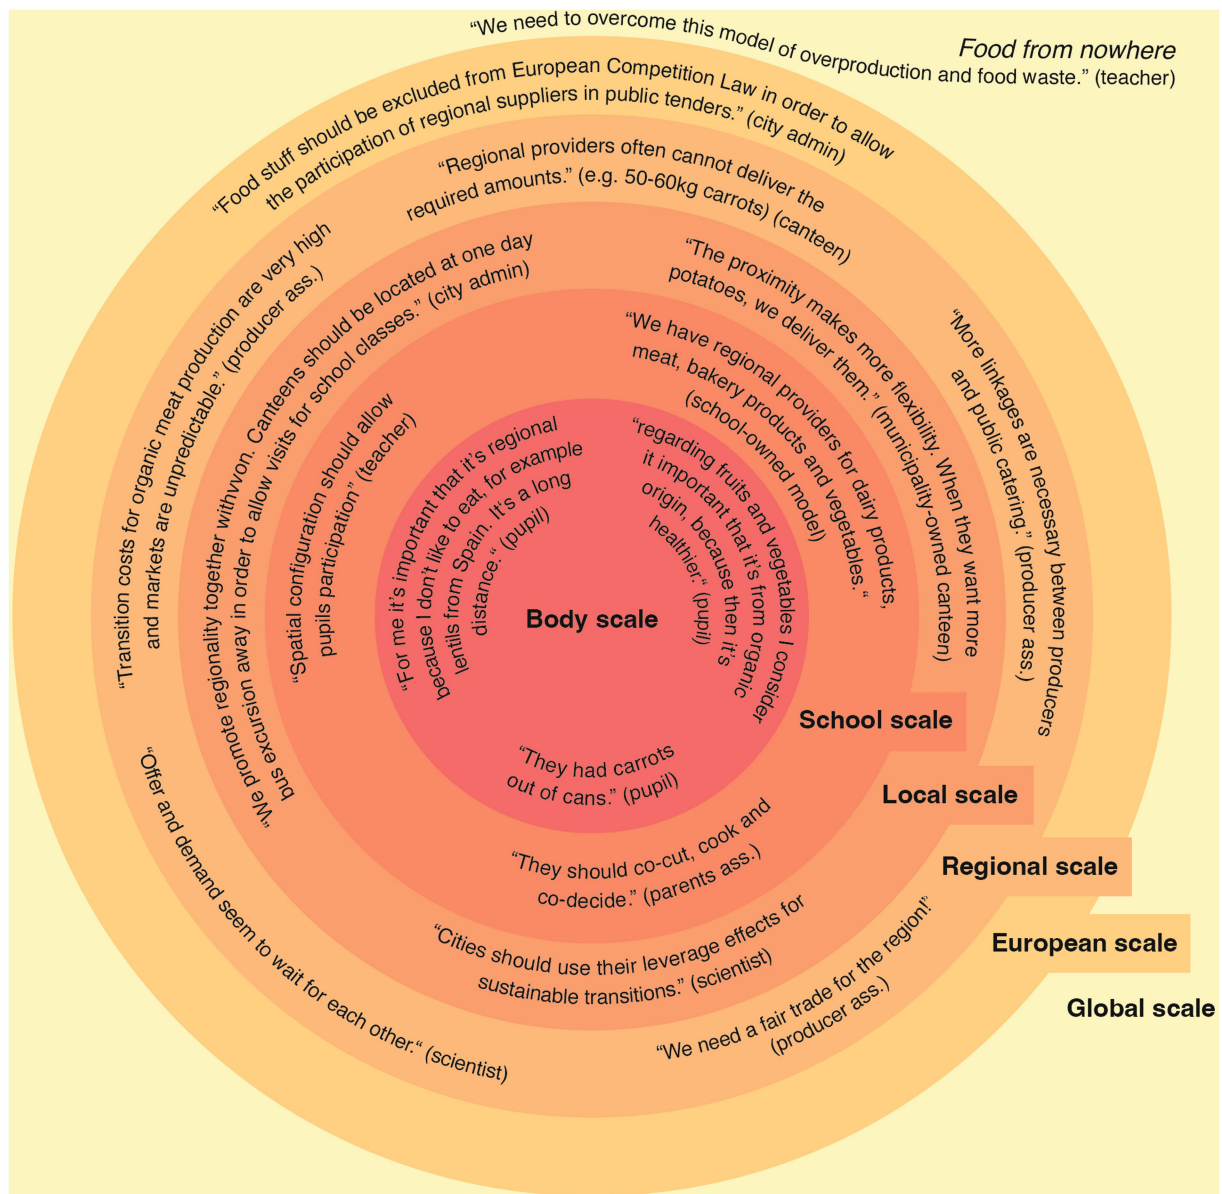 “We need to overcome this model of overproduction and food waste.” (teacher)
Food from nowhere
“Food stuff should be excluded from European Competition Law in order to allow
the participation of regional suppliers in public tenders.” (city admin)
“Regional providers often cannot deliver the
required amounts.” (e.g. 50-60kg carrots) (canteen)
“Transition costs for organic meat production are very high
and markets are unpredictable.” (producer ass.)
“More linkages are necessary between producers
and public catering.” (producer ass.)
“Offer and demand seem to wait for each other.“ (scientist)
“We need a fair trade for the region!”
(producer ass.)
“We promote regionality together withvvon. Canteens should be located at one day
bus excursion away in order to allow visits for school classes.” (city admin)
“The proximity makes more flexibility. When they want more
potatoes, we deliver them.” (municipality-owned canteen)
“Cities should use their leverage effects for
sustainable transitions.” (scientist)
“Spatial configuration should allow
pupils participation” (teacher)
“We have regional providers for dairy products,
meat, bakery products and vegetables.“
(school-owned model)
“They should co-cut, cook and
co-decide.” (parents ass.)
“For me it’s important that it’s regional
because I don’t like to eat, for example
lentils from Spain. It‘s a long
distance.“ (pupil)
“regarding fruits and vegetables I consider
it important that it’s from organic
origin, because then it’s
healthier.“ (pupil)
“They had carrots
out of cans.” (pupil)
Body scale
School scale
Local scale
Regional scale
European scale
Global scale